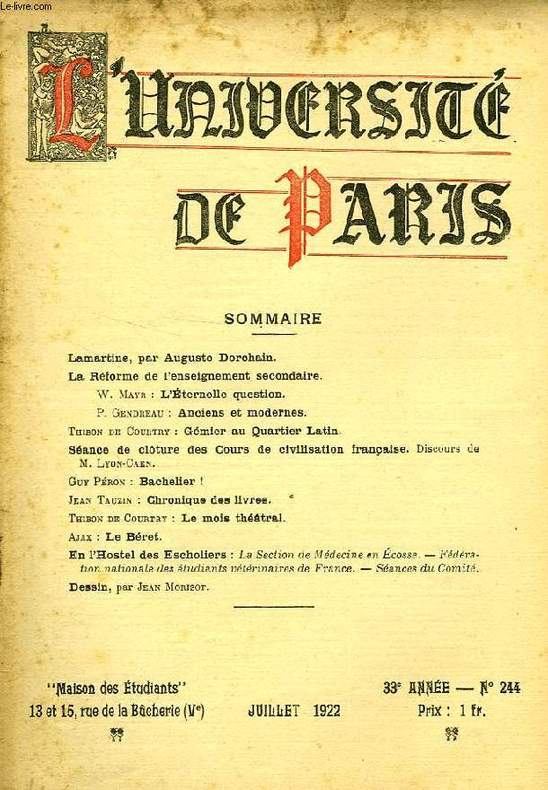 Le-livre.com
L'UNIVERSITÉ
DE PARIS
SOMMAIRE
Lamartine, par Auguste Dorchain.
La Réforme de l'enseignement secondaire.
W. MAYR : L'Éternelle question.
P. GENDREAU : Anciens et modernes.
THIBON DE COURTRY : Gémier au Quartier Latin.
Séance de clôture des Cours de civilisation française. Discours de
M. LYON-CAEN.
GUY PÉRON : Bachelier !
JEAN TAUZIN : Chronique des livres.
THIBON DE COURTRY : Le mois théâtral.
AJAX : Le Béret.
En l'Hostel des Escholiers : La Section de Médecine en Écosse. — Fédéra-
tion nationale des étudiants vétérinaires de France. — Séances du Comité.
Dessin, par JEAN MORISOT.
"Maison des Étudiants"
13 et 15, rue de la Bûcherie (Ve)
JUILLET 1922
33e ANNÉE — No 244
Prix : 1 fr.